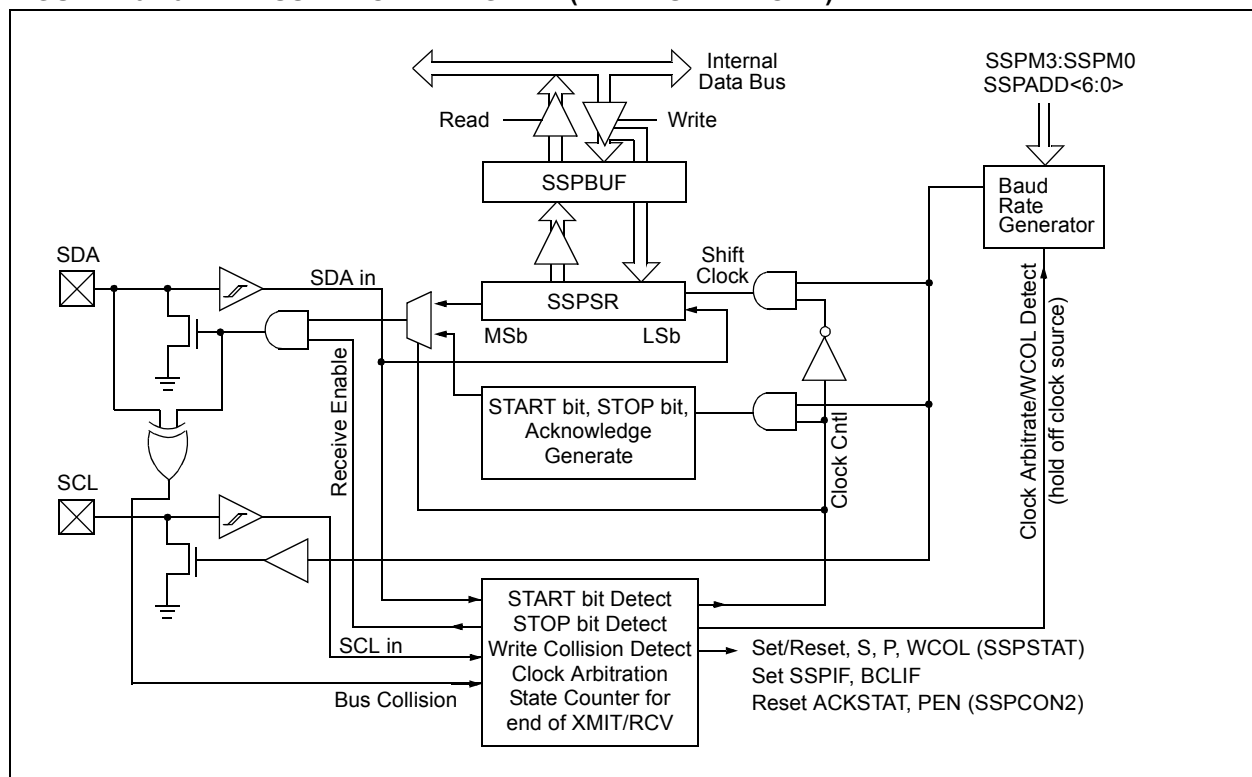 Internal
Data Bus
SSPM3:SSPM0
SSPADD<6:0>
Read
Write
SSPBUF
Baud
Rate
Generator
SDA
SDA in
Shift
Clock
SSPSR
MSb
LSb
Receive Enable
START bit, STOP bit,
Acknowledge
Generate
Clock Cntl
Clock Arbitrate/WCOL Detect
(hold off clock source)
SCL
SCL in
Bus Collision
START bit Detect
STOP bit Detect
Write Collision Detect
Clock Arbitration
State Counter for
end of XMIT/RCV
Set/Reset, S, P, WCOL (SSPSTAT)
Set SSPIF, BCLIF
Reset ACKSTAT, PEN (SSPCON2)